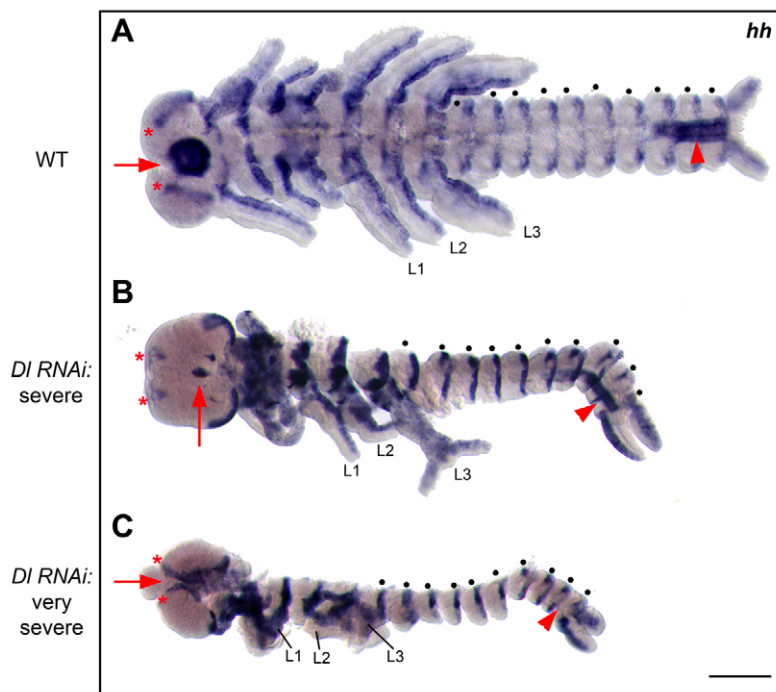 A
hh
WT
L1
L2
L3
B
Dl RNAi:
severe
L1
L2
L3
C
Dl RNAi:
very
severe
L1
L2
L3